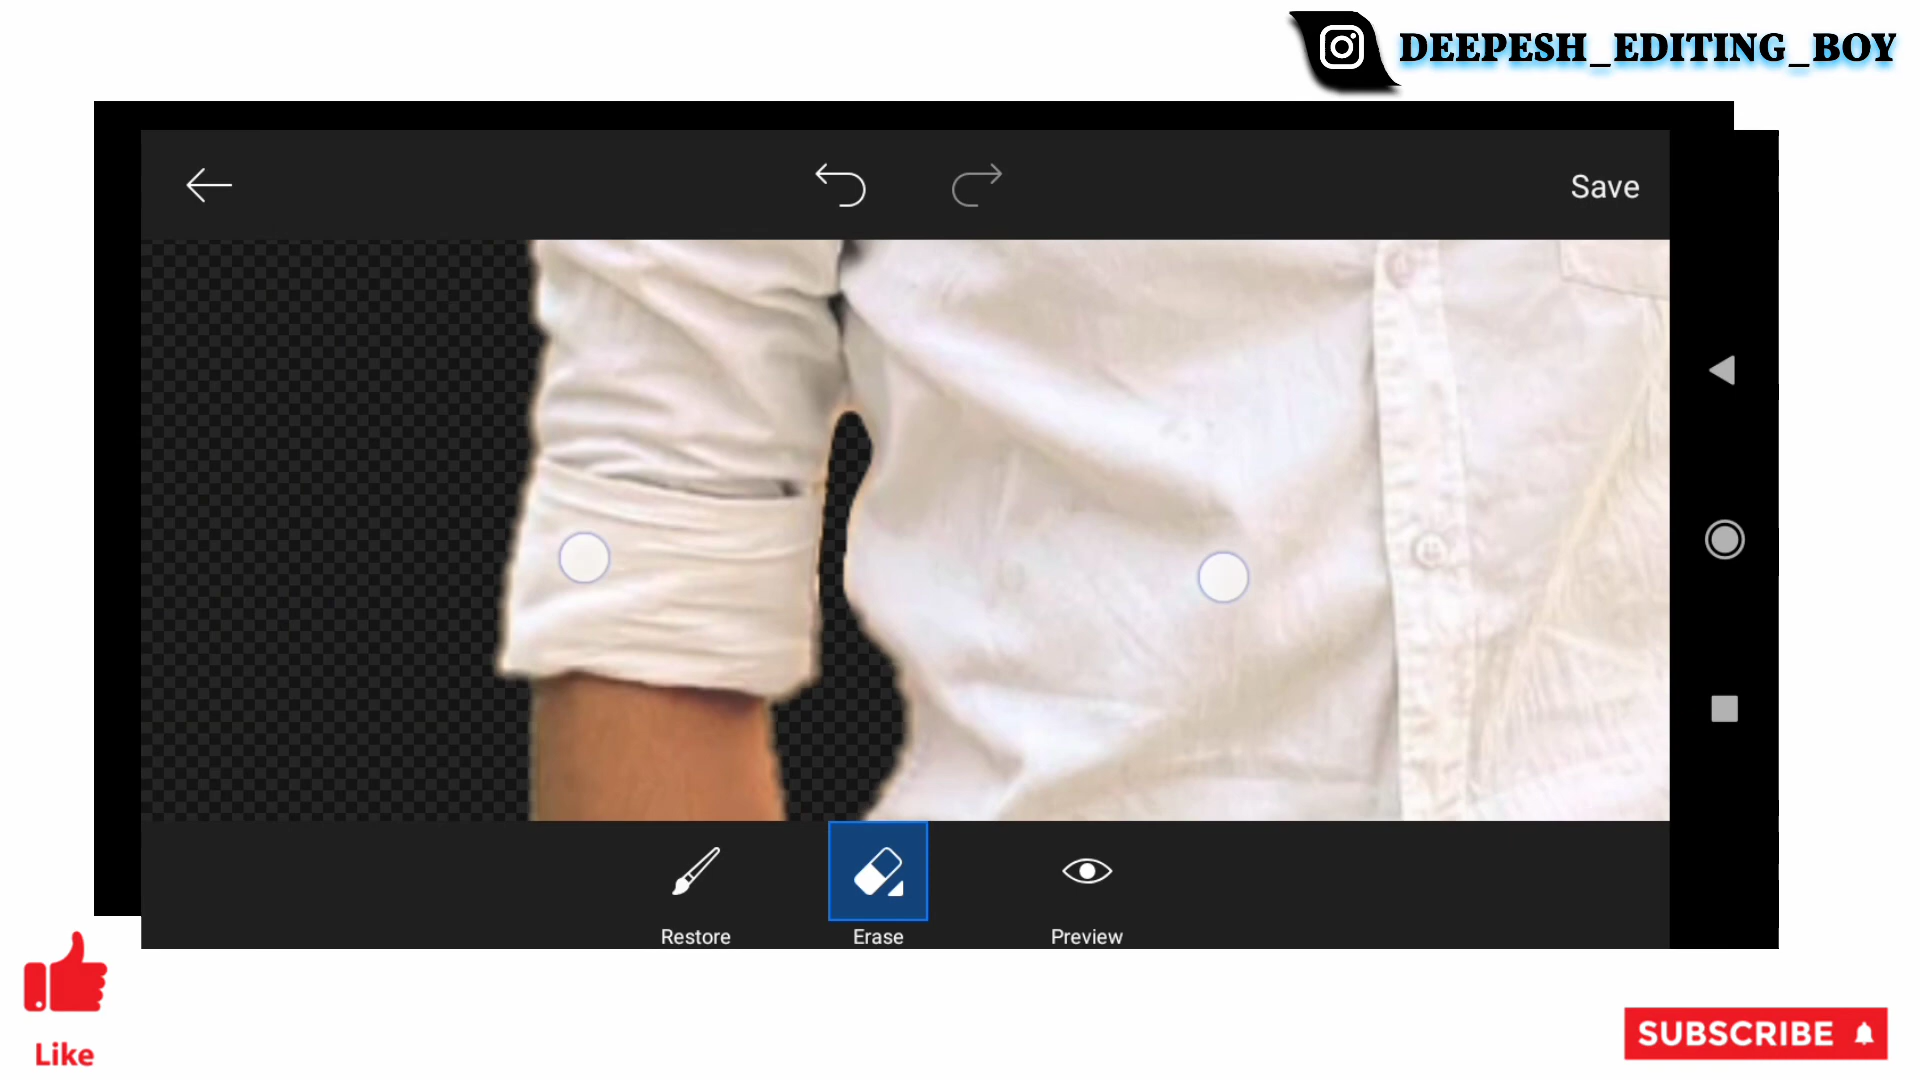 DEEPESH_EDITING_BOY
Save
Restore
Erase
Preview
Like
SUBSCRIBE